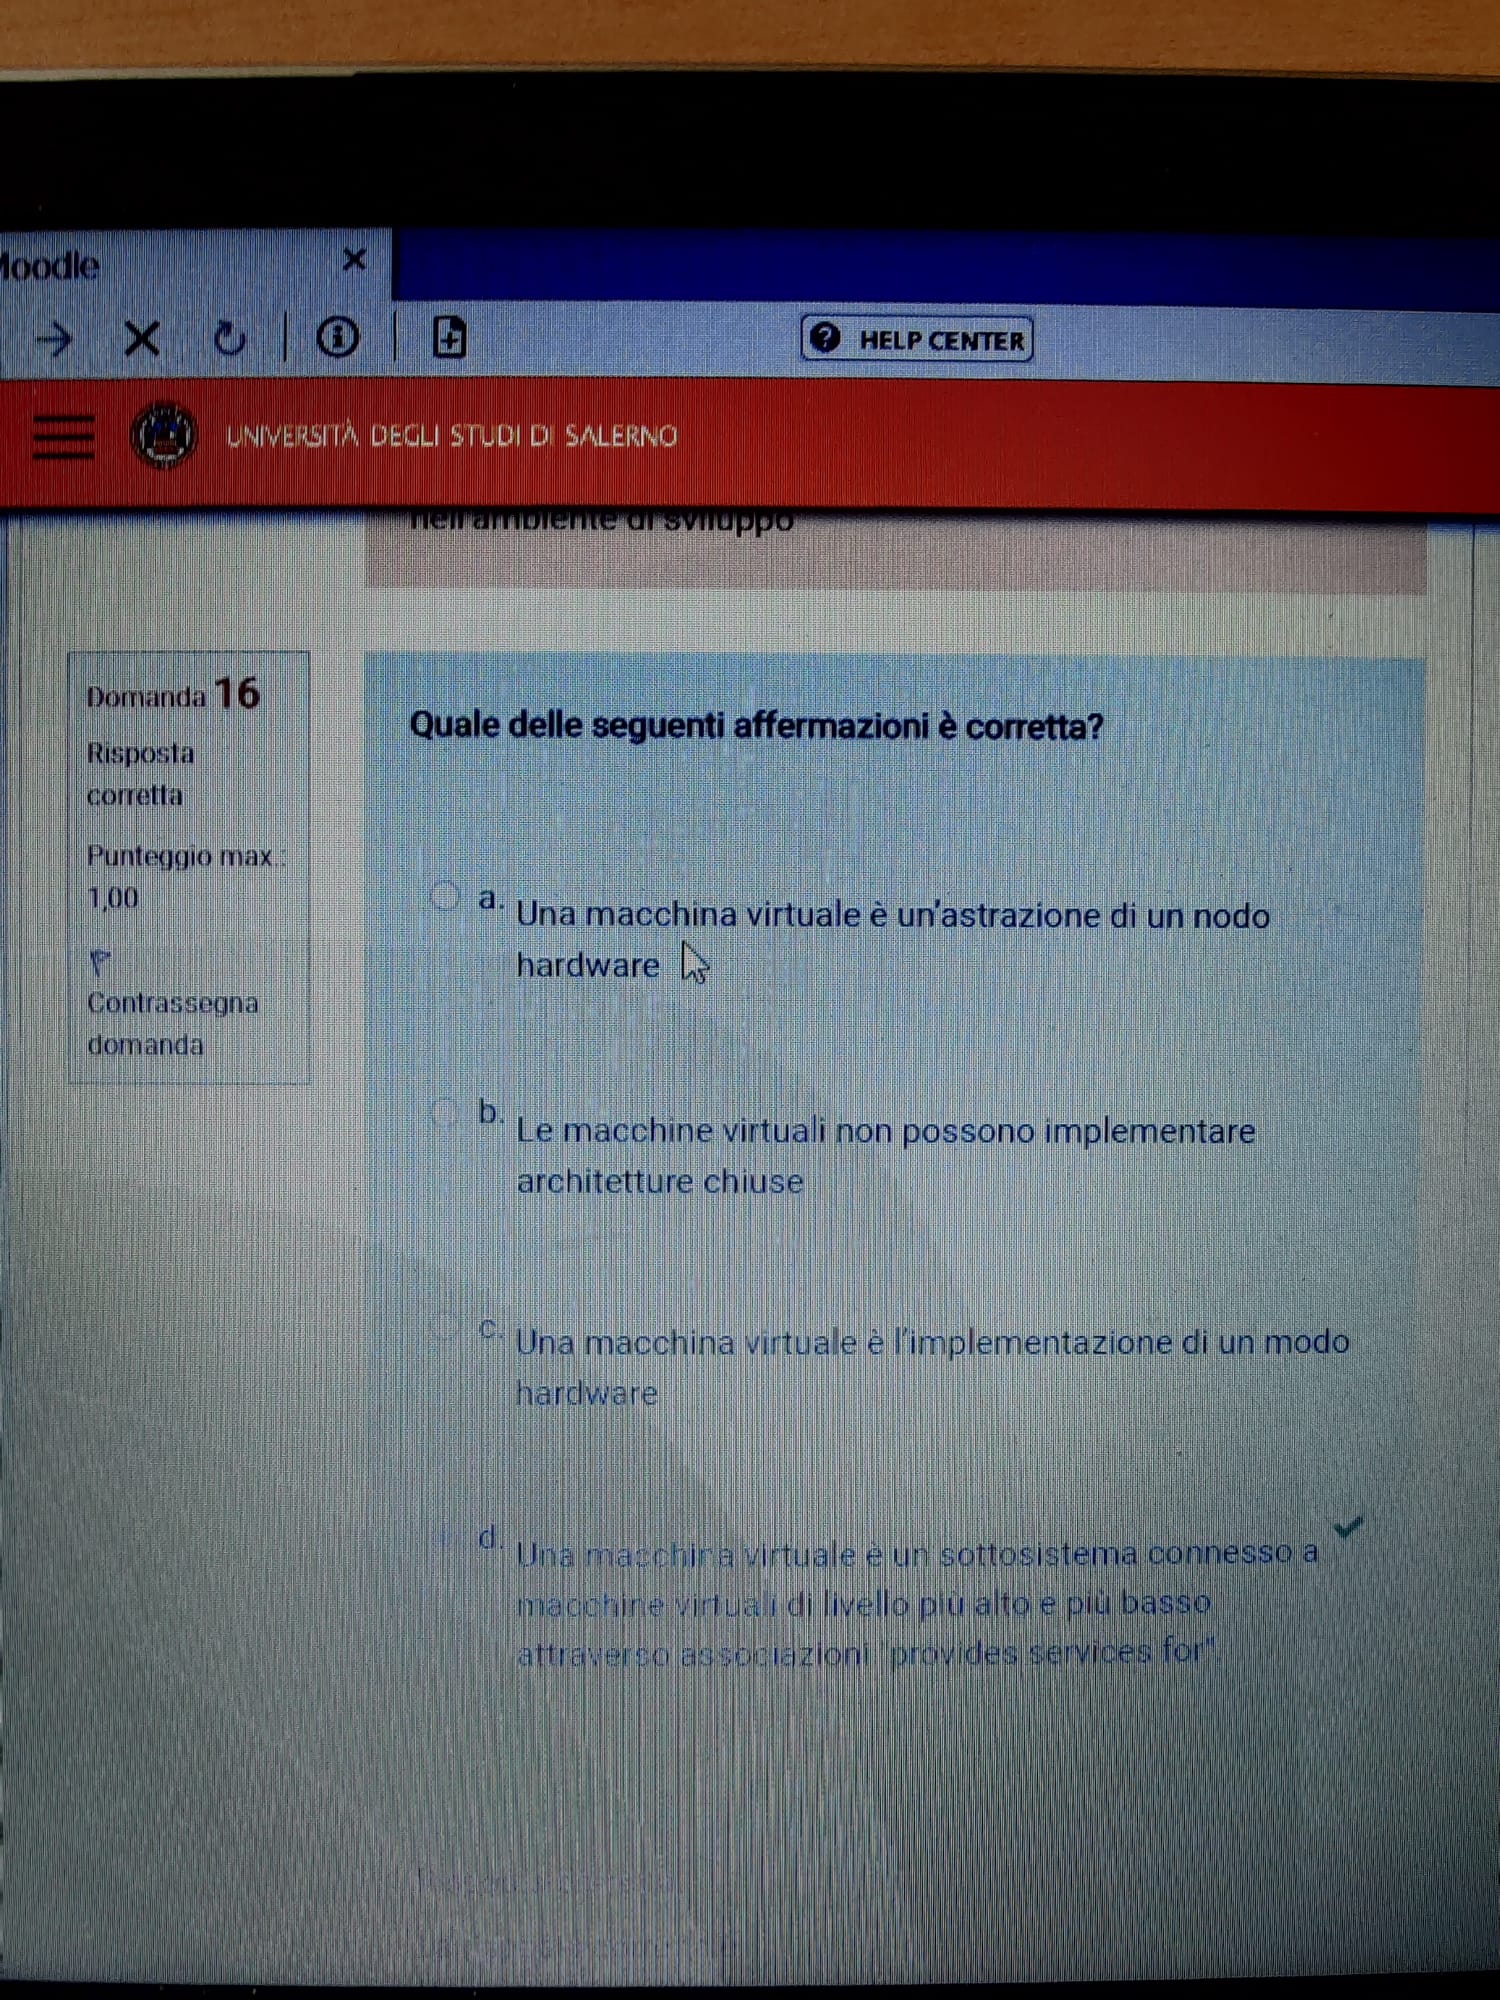 Moodle
HELP CENTER
UNIVERSITÀ DEGLI STUDI DI SALERNO
nell'ambiente di sviluppo
Domanda 16
Risposta
corretta
Punteggio max.:
1,00
Contrassegna
domanda
Quale delle seguenti affermazioni è corretta?
a. Una macchina virtuale è un'astrazione di un nodo
hardware
b. Le macchine virtuali non possono implementare
architetture chiuse
c. Una macchina virtuale è l'implementazione di un modo
hardware
d. Una macchina virtuale è un sottosistema connesso a
macchine virtuali di livello più alto e più basso
attraverso associazioni "provides services for".